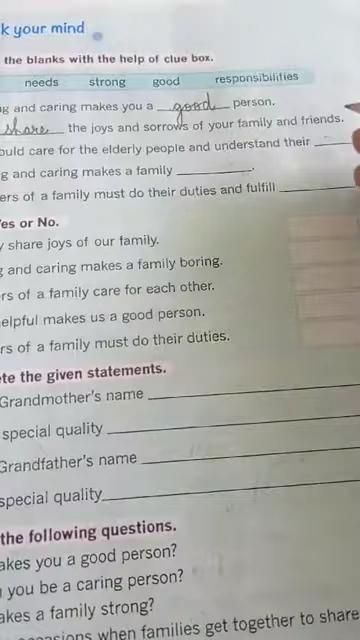 k your mind
the blanks with the help of clue box.
needs strong good responsibilities
g and caring makes you a good person.
share the joys and sorrows of your family and friends.
ould care for the elderly people and understand their
g and caring makes a family .
ers of a family must do their duties and fulfill
es or No.
y share joys of our family.
g and caring makes a family boring.
rs of a family care for each other.
elpful makes us a good person.
rs of a family must do their duties.
te the given statements.
Grandmother's name
special quality
Grandfather's name
special quality
the following questions.
akes you a good person?
you be a caring person?
akes a family strong?
when families get together to share